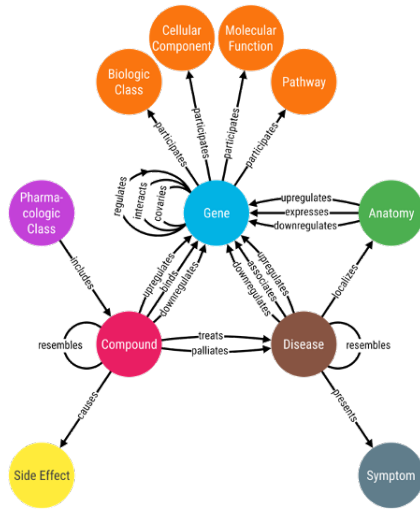 Cellular
Component
Molecular
Function
Biologic
Class
Pathway
participates
participates
participates
participates
regulates
interacts
covaries
Pharma-
cologic
Class
Gene
upregulates
expresses
downregulates
Anatomy
includes
upregulates
binds
downregulates
upregulates
associates
downregulates
localizes
resembles
Compound
treats
palliates
Disease
resembles
causes
presents
Side Effect
Symptom